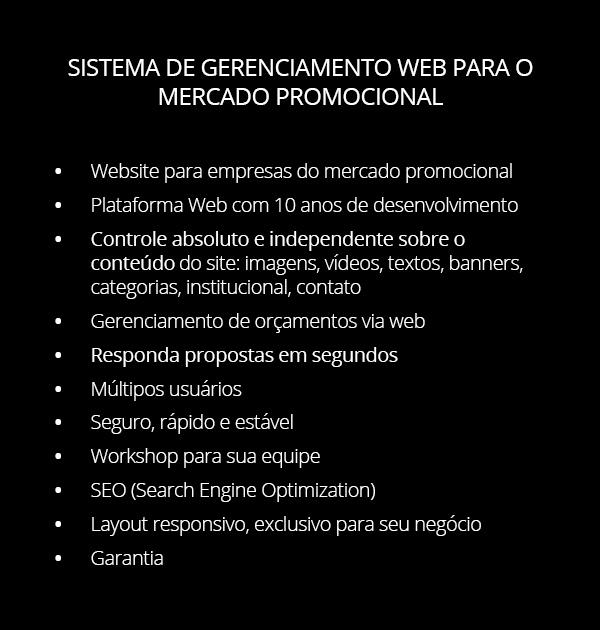 SISTEMA DE GERENCIAMENTO WEB PARA O
MERCADO PROMOCIONAL
• Website para empresas do mercado promocional
• Plataforma Web com 10 anos de desenvolvimento
• Controle absoluto e independente sobre o
conteúdo do site: imagens, vídeos, textos, banners,
categorias, institucional, contato
• Gerenciamento de orçamentos via web
• Responda propostas em segundos
• Múltipos usuários
• Seguro, rápido e estável
• Workshop para sua equipe
• SEO (Search Engine Optimization)
• Layout responsivo, exclusivo para seu negócio
• Garantia